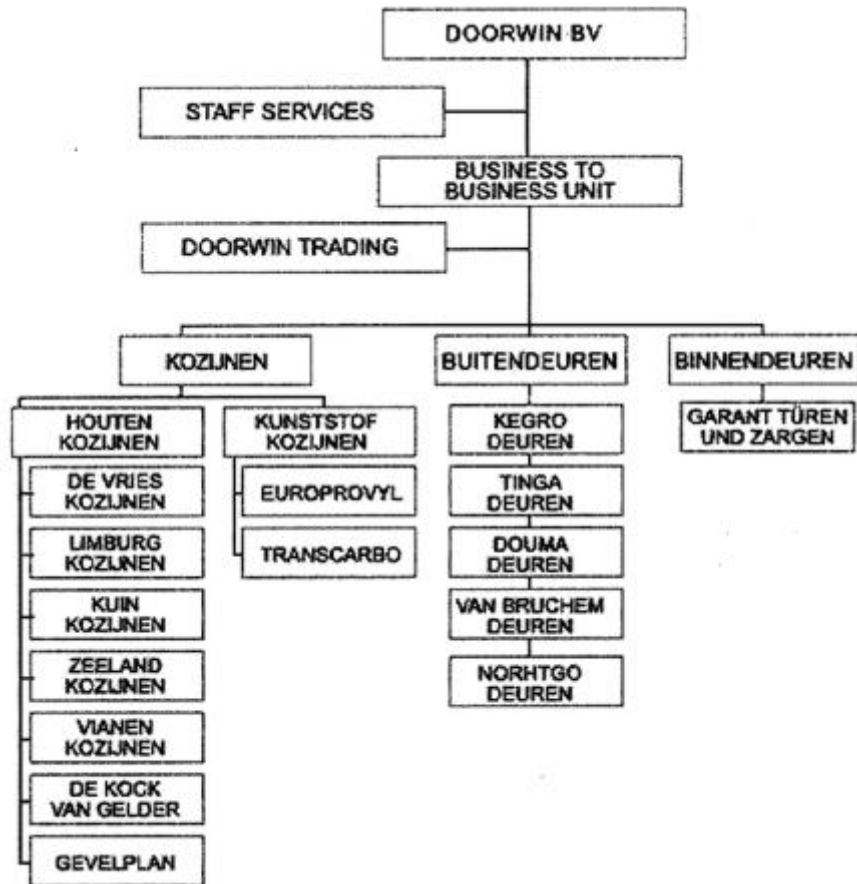 DOORWIN BV
STAFF SERVICES
BUSINESS TO
BUSINESS UNIT
DOORWIN TRADING
KOZIJNEN
BUITENDEUREN
BINNENDEUREN
HOUTEN
KOZIJNEN
DE VRIES
KOZIJNEN
LIMBURG
KOZIJNEN
KUIN
KOZIJNEN
ZEELAND
KOZIJNEN
VIANEN
KOZIJNEN
DE KOCK
VAN GELDER
GEVELPLAN
KUNSTSTOF
KOZIJNEN
EUROPROVYL
TRANSCARBO
KEGRO
DEUREN
TINGA
DEUREN
DOUMA
DEUREN
VAN BRUCHEM
DEUREN
NORHTGO
DEUREN
GARANT TÜREN
UND ZARGEN